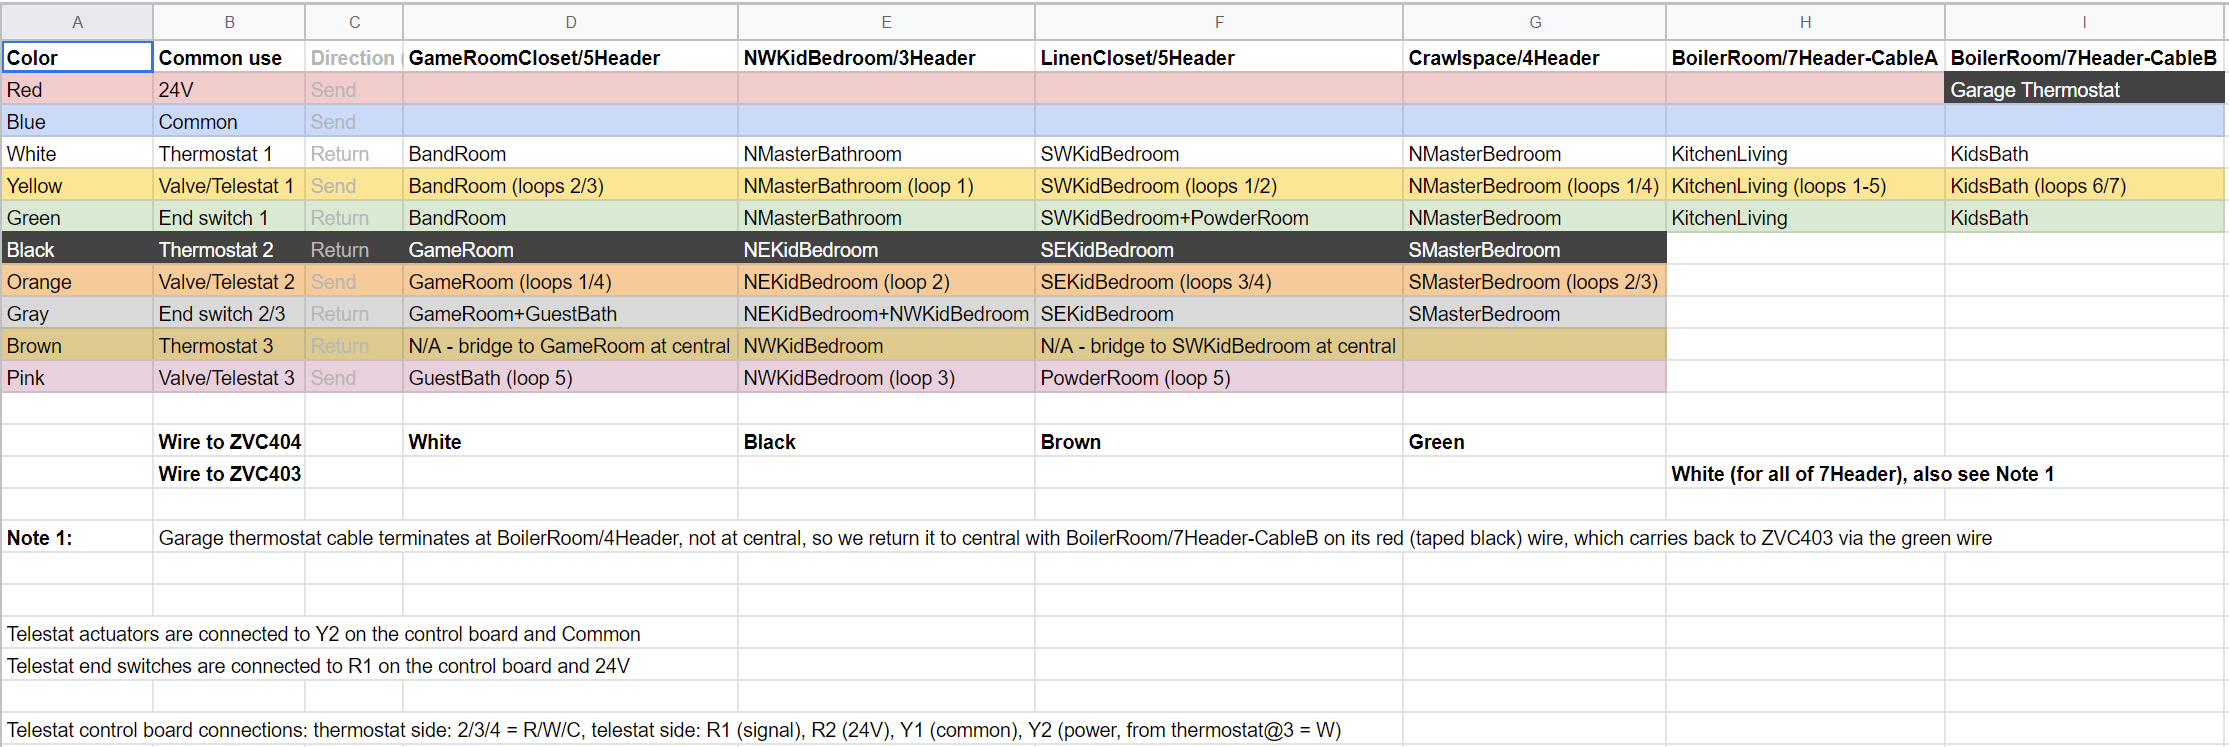 A B C D E F G H I
Color Common use Direction ( GameRoomCloset/5Header NWKidBedroom/3Header LinenCloset/5Header Crawlspace/4Header BoilerRoom/7Header-CableA BoilerRoom/7Header-CableB
Red 24V Send Garage Thermostat
Blue Common Send
White Thermostat 1 Return BandRoom NMasterBathroom SWKidBedroom NMasterBedroom KitchenLiving KidsBath
Yellow Valve/Telestat 1 Send BandRoom (loops 2/3) NMasterBathroom (loop 1) SWKidBedroom (loops 1/2) NMasterBedroom (loops 1/4) KitchenLiving (loops 1-5) KidsBath (loops 6/7)
Green End switch 1 Return BandRoom NMasterBathroom SWKidBedroom+PowderRoom NMasterBedroom KitchenLiving KidsBath
Black Thermostat 2 Return GameRoom NEKidBedroom SEKidBedroom SMasterBedroom
Orange Valve/Telestat 2 Send GameRoom (loops 1/4) NEKidBedroom (loop 2) SEKidBedroom (loops 3/4) SMasterBedroom (loops 2/3)
Gray End switch 2/3 Return GameRoom+GuestBath NEKidBedroom+NWKidBedroom SEKidBedroom SMasterBedroom
Brown Thermostat 3 Return N/A - bridge to GameRoom at central NWKidBedroom N/A - bridge to SWKidBedroom at central
Pink Valve/Telestat 3 Send GuestBath (loop 5) NWKidBedroom (loop 3) PowderRoom (loop 5)
Wire to ZVC404 White Black Brown Green
Wire to ZVC403 White (for all of 7Header), also see Note 1
Note 1: Garage thermostat cable terminates at BoilerRoom/4Header, not at central, so we return it to central with BoilerRoom/7Header-CableB on its red (taped black) wire, which carries back to ZVC403 via the green wire
Telestat actuators are connected to Y2 on the control board and Common
Telestat end switches are connected to R1 on the control board and 24V
Telestat control board connections: thermostat side: 2/3/4 = R/W/C, telestat side: R1 (signal), R2 (24V), Y1 (common), Y2 (power, from thermostat@3 = W)